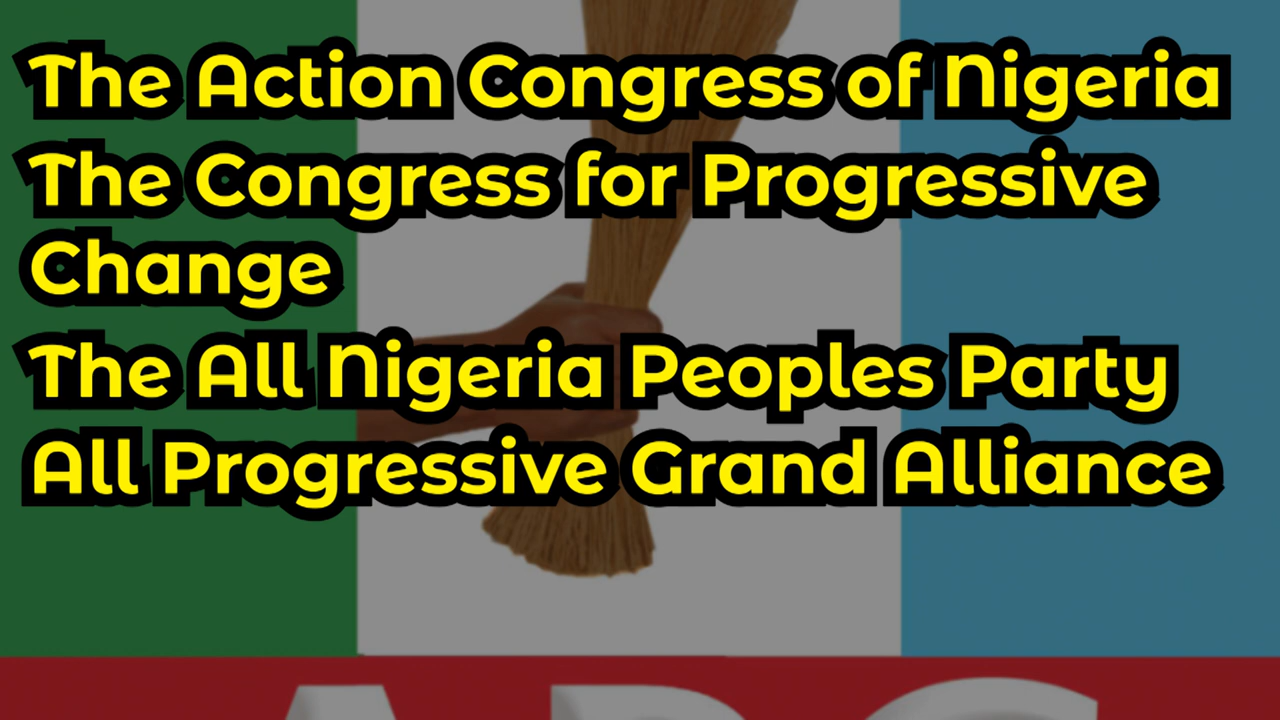 The Action Congress of Nigeria
The Congress for Progressive
Change
The All Nigeria Peoples Party
All Progressive Grand Alliance
APC